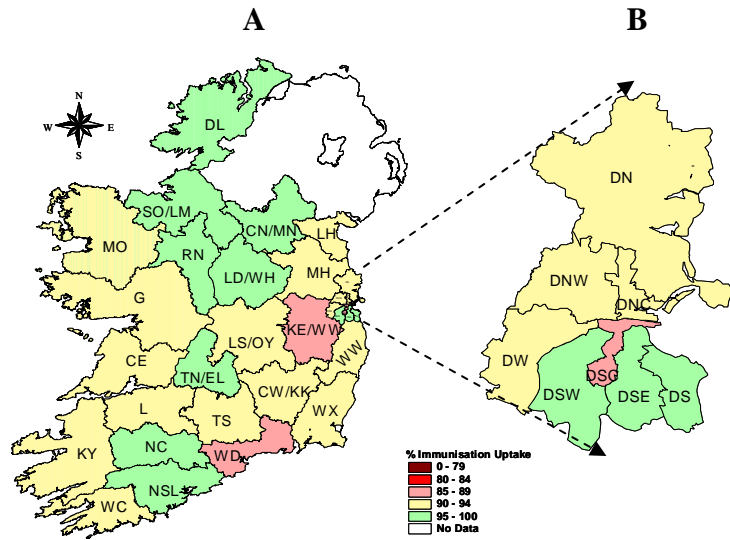 A B
N
W E
S
DL
DN
SO/LM
CN/MN
LH
MO
RN
LD/WH
MH
DNW
DNC
G
KE/WW
LS/OY
WW
DW
CE
TN/EL
DSC
DSW
DSE
DS
CW/KK
L
TS
WX
KY
NC
WD
NSL
WC
% Immunisation Uptake
0 - 79
80 - 84
85 - 89
90 - 94
95 - 100
No Data